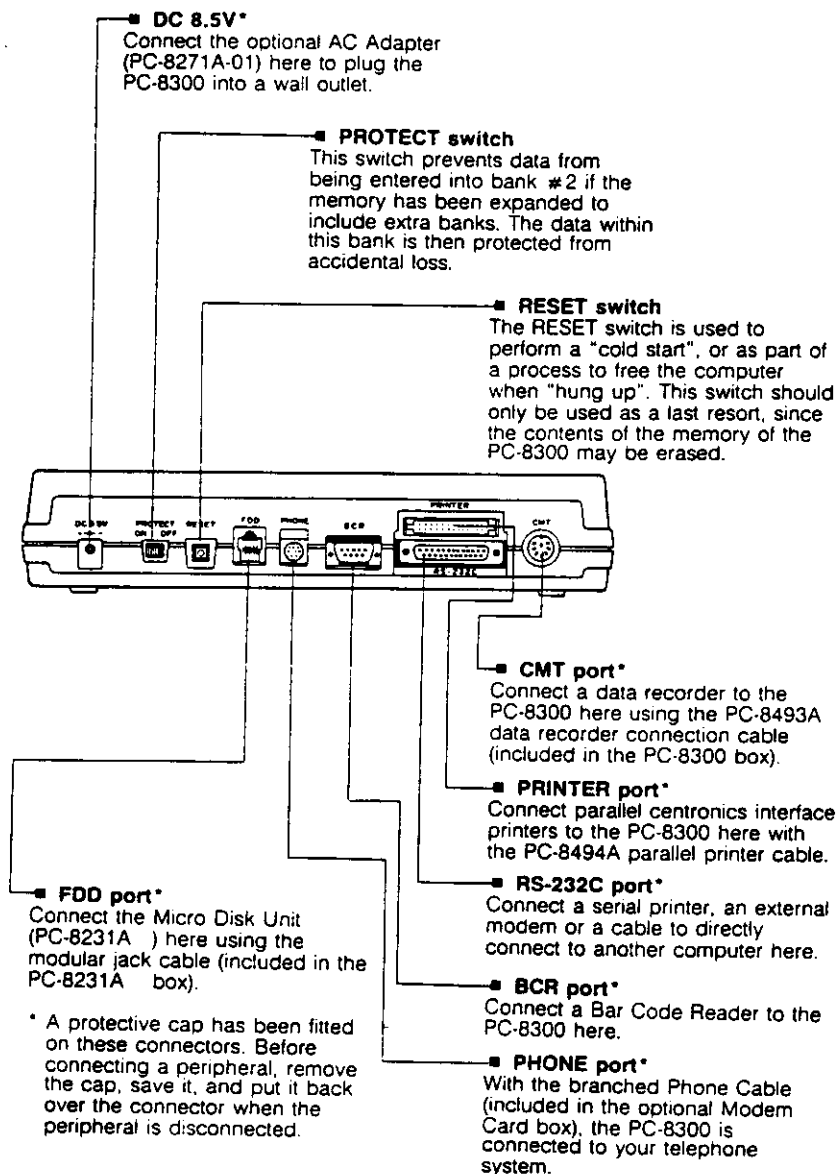 DC 8.5V*
Connect the optional AC Adapter
(PC-8271A-01) here to plug the
PC-8300 into a wall outlet.
PROTECT switch
This switch prevents data from
being entered into bank #2 if the
memory has been expanded to
include extra banks. The data within
this bank is then protected from
accidental loss.
RESET switch
The RESET switch is used to
perform a "cold start", or as part of
a process to free the computer
when "hung up". This switch should
only be used as a last resort, since
the contents of the memory of the
PC-8300 may be erased.
DC 8.5V
PROTECT
ON OFF
RESET
FDD
PHONE
BCR
PRINTER
RS-232C
CMT
CMT port*
Connect a data recorder to the
PC-8300 here using the PC-8493A
data recorder connection cable
(included in the PC-8300 box).
PRINTER port*
Connect parallel centronics interface
printers to the PC-8300 here with
the PC-8494A parallel printer cable.
RS-232C port*
Connect a serial printer, an external
modem or a cable to directly
connect to another computer here.
BCR port*
Connect a Bar Code Reader to the
PC-8300 here.
PHONE port*
With the branched Phone Cable
(included in the optional Modem
Card box), the PC-8300 is
connected to your telephone
system.
FDD port*
Connect the Micro Disk Unit
(PC-8231A ) here using the
modular jack cable (included in the
PC-8231A box).
* A protective cap has been fitted
on these connectors. Before
connecting a peripheral, remove
the cap, save it, and put it back
over the connector when the
peripheral is disconnected.